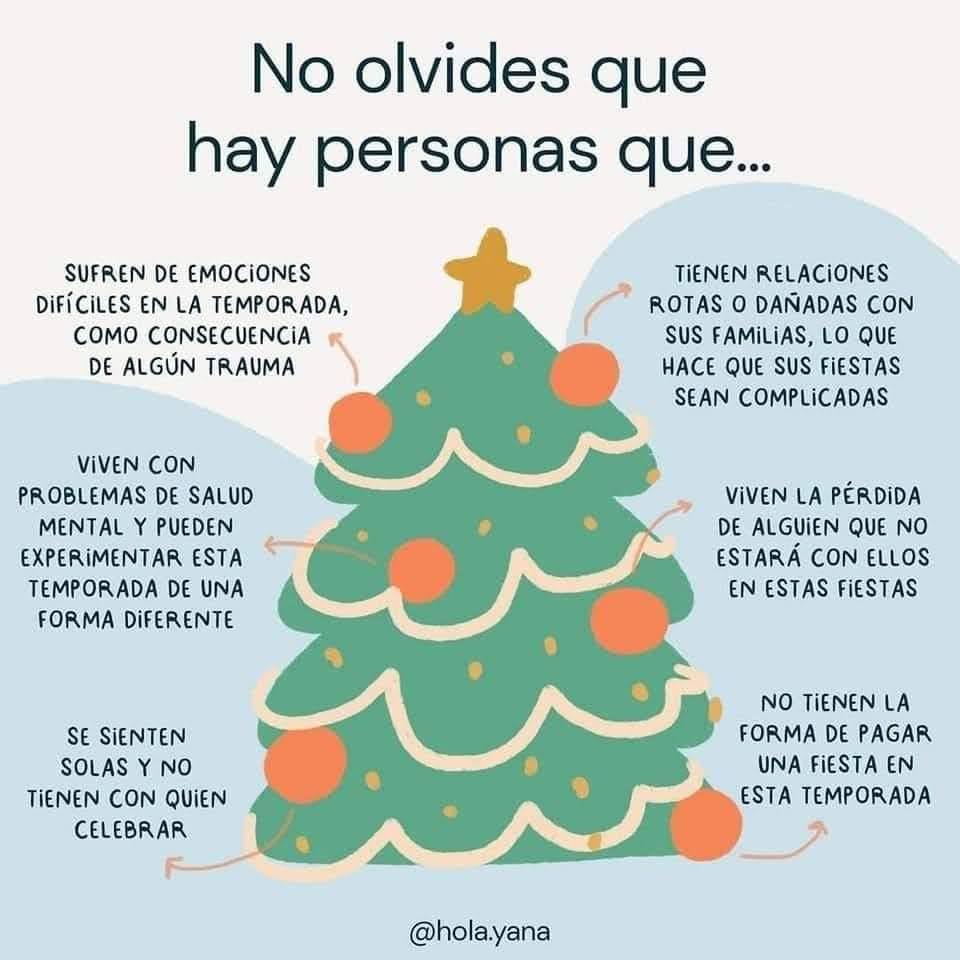 No olvides que
hay personas que...
SUFREN DE EMOCIONES
DIFÍCILES EN LA TEMPORADA,
COMO CONSECUENCIA
DE ALGÚN TRAUMA
TIENEN RELACIONES
ROTAS O DAÑADAS CON
SUS FAMILIAS, LO QUE
HACE QUE SUS FIESTAS
SEAN COMPLICADAS
VIVEN CON
PROBLEMAS DE SALUD
MENTAL Y PUEDEN
EXPERIMENTAR ESTA
TEMPORADA DE UNA
FORMA DIFERENTE
VIVEN LA PÉRDIDA
DE ALGUIEN QUE NO
ESTARÁ CON ELLOS
EN ESTAS FIESTAS
SE SIENTEN
SOLAS Y NO
TIENEN CON QUIEN
CELEBRAR
NO TIENEN LA
FORMA DE PAGAR
UNA FIESTA EN
ESTA TEMPORADA
@hola.yana